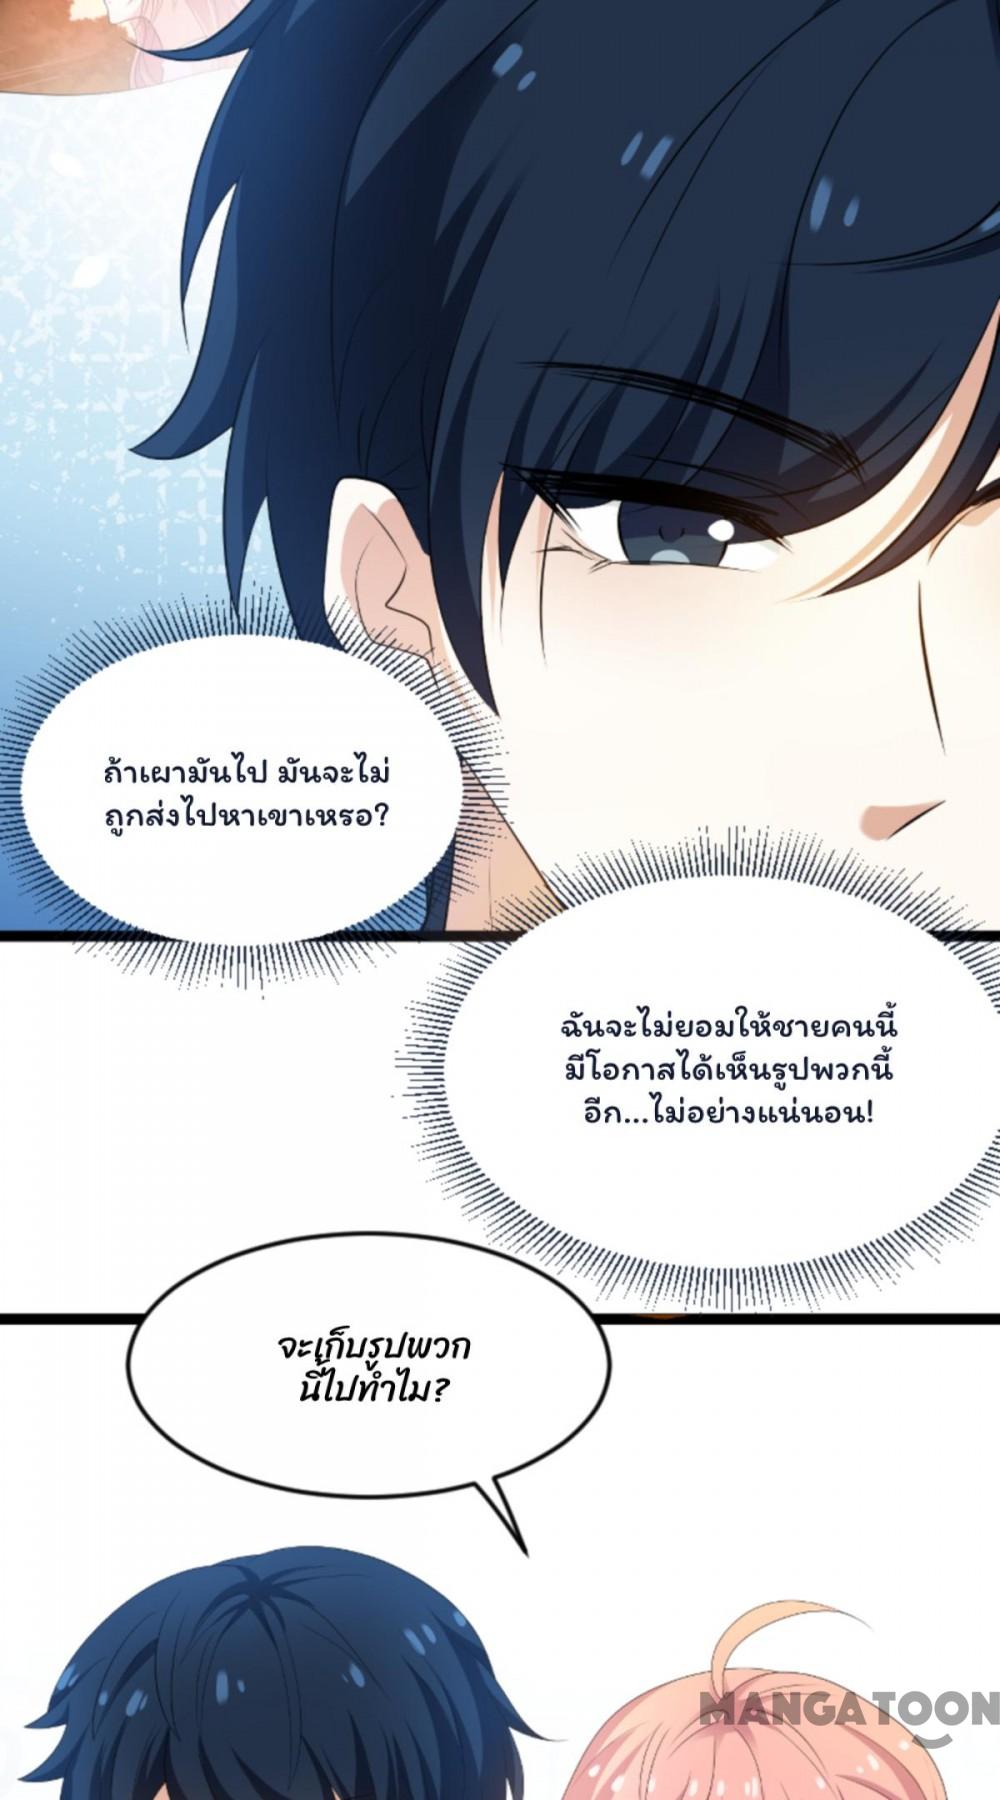 ถ้าเผามันไป มันจะไม่
ถูกส่งไปหาเขาเหรอ?
ฉันจะไม่ยอมให้ชายคนนี้
มีโอกาสได้เห็นรูปพวกนี้
อีก...ไม่อย่างแน่นอน!
จะเก็บรูปพวก
นี้ไปทำไม?
MANGATOON